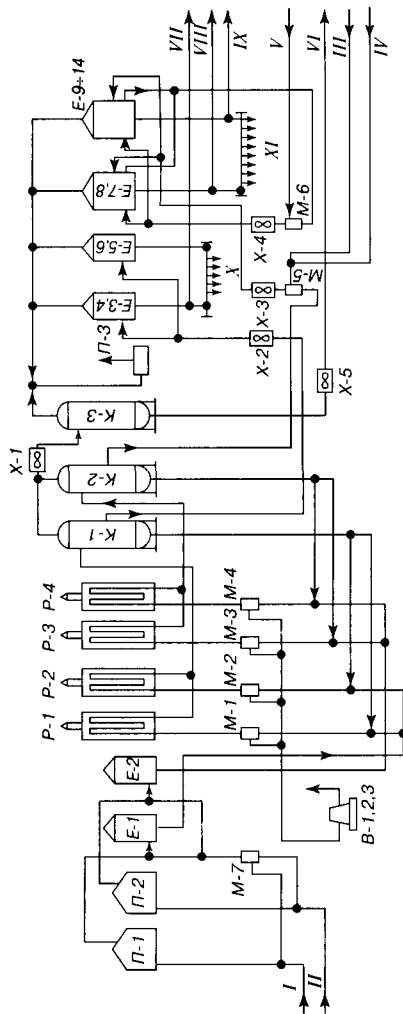 I
II
П-1
П-2
М-7
Е-1
Е-2
В-1,2,3
Р-1
Р-2
Р-3
Р-4
М-1
М-2
М-3
М-4
К-1
К-2
К-3
Х-1
П-3
Х-5
Х-2
Х-3
Х-4
М-5
М-6
Е-3,4
Е-5,6
Е-7,8
Е-9÷14
X
XI
VII
VIII
IX
V
VI
III
IV